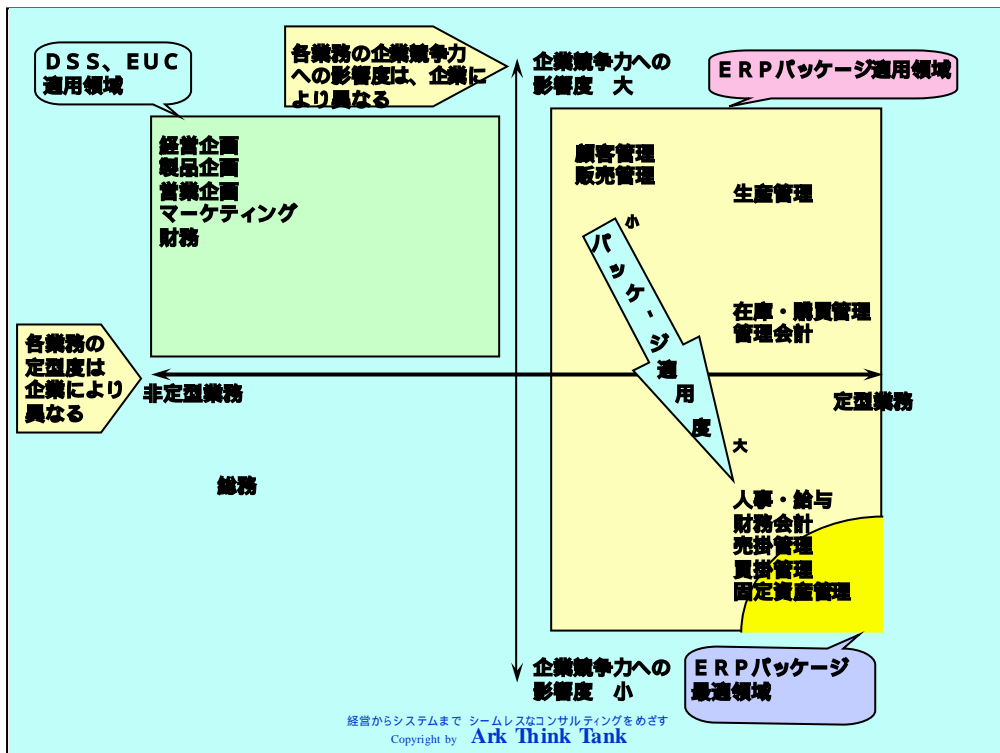 ＤＳＳ、ＥＵＣ
適用領域
各業務の企業競争力
への影響度は、企業に
より異なる
企業競争力への
影響度　大
ＥＲＰパッケージ適用領域
経営企画
製品企画
営業企画
マーケティング
財務
顧客管理
販売管理
生産管理
小
パッケージ適用度
大
在庫・購買管理
管理会計
各業務の
定型度は
企業により
異なる
非定型業務
定型業務
総務
人事・給与
財務会計
売掛管理
買掛管理
固定資産管理
企業競争力への
影響度　小
ＥＲＰパッケージ
最適領域
経営からシステムまで シームレスなコンサルティングをめざす
Copyright by Ark Think Tank